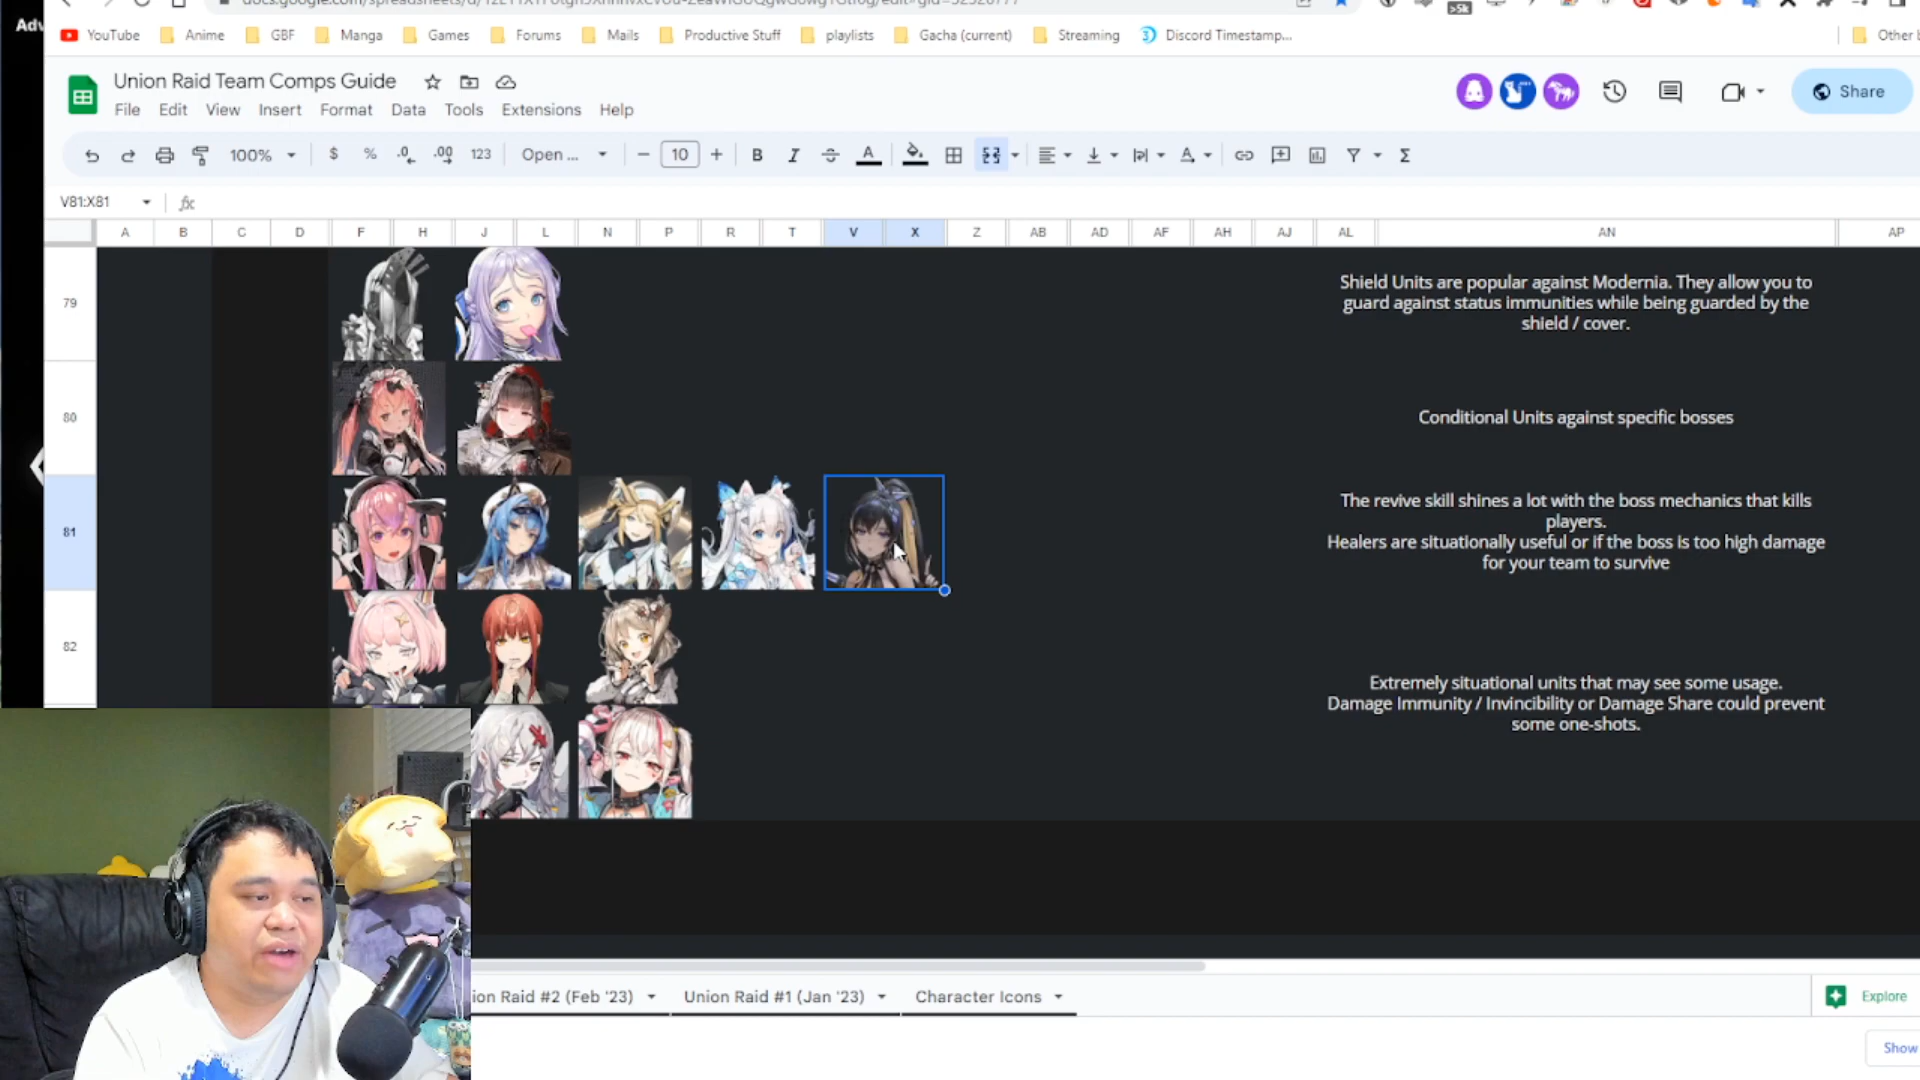 Adv
YouTube Anime GBF Manga Games Forums Mails Productive Stuff playlists Gacha (current) Streaming Discord Timestamp... Other
>5k
Union Raid Team Comps Guide
File Edit View Insert Format Data Tools Extensions Help
Share
100% $ % .0 .00 123 Open ... 10 B I A A Σ
V81:X81 fx
A B C D F H J L N P R T V X Z AB AD AF AH AJ AL AN AP
79
Shield Units are popular against Modernia. They allow you to
guard against status immunities while being guarded by the
shield / cover.
80
Conditional Units against specific bosses
81
The revive skill shines a lot with the boss mechanics that kills
players.
Healers are situationally useful or if the boss is too high damage
for your team to survive
82
Extremely situational units that may see some usage.
Damage Immunity / Invincibility or Damage Share could prevent
some one-shots.
ion Raid #2 (Feb '23) Union Raid #1 (Jan '23) Character Icons
Explore
Show